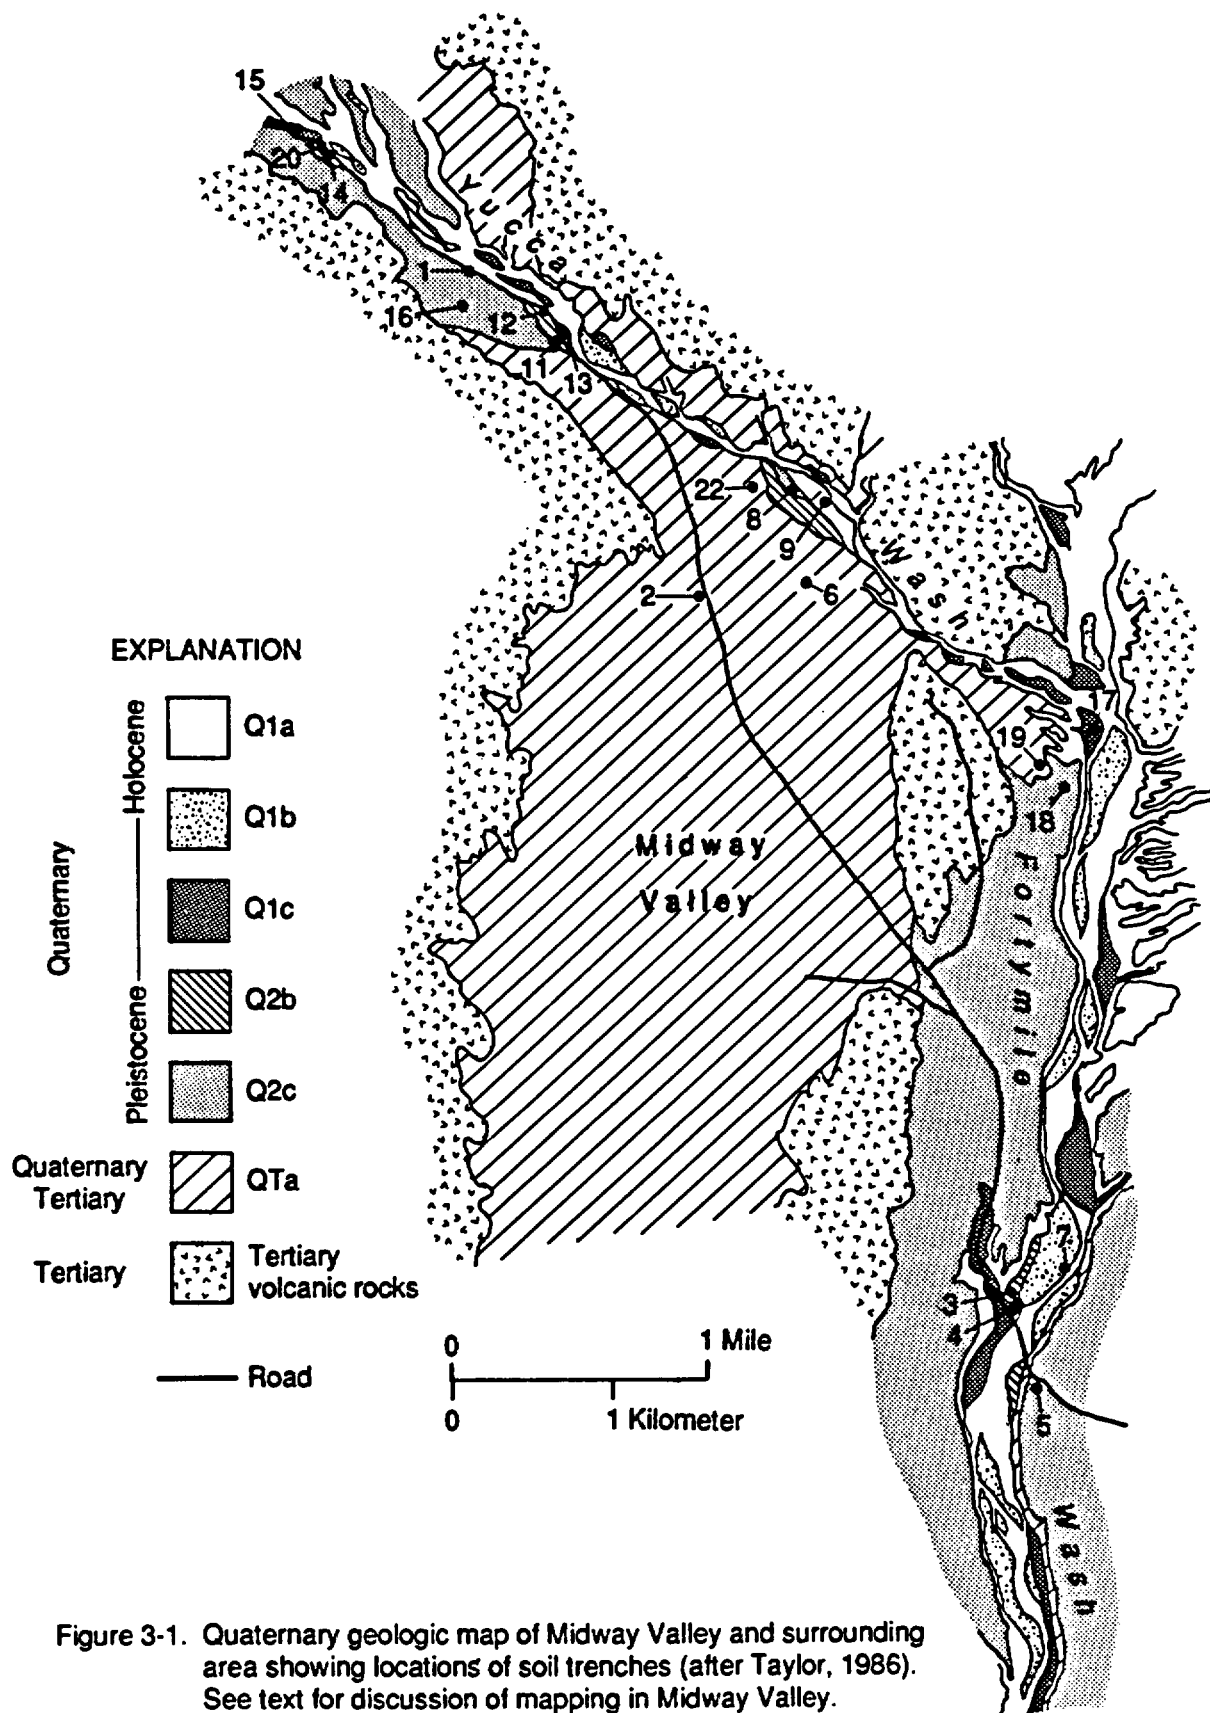 15
20
14
Yucca
1
16
12
11
13
22
8
9
Wash
2
6
17
19
18
Midway
Valley
Fortymile
7
3
4
5
Wash
EXPLANATION
Quaternary
Holocene
Pleistocene
Q1a
Q1b
Q1c
Q2b
Q2c
Quaternary
Tertiary
QTa
Tertiary
Tertiary
volcanic rocks
Road
0 1 Mile
0 1 Kilometer
Figure 3-1. Quaternary geologic map of Midway Valley and surrounding
area showing locations of soil trenches (after Taylor, 1986).
See text for discussion of mapping in Midway Valley.